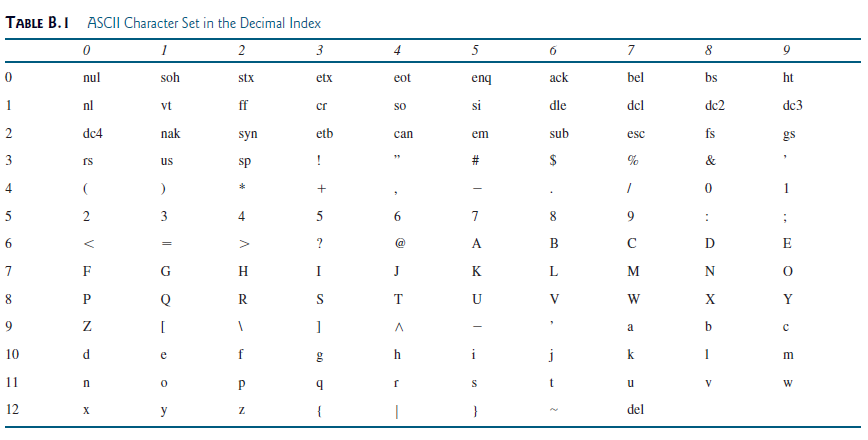 TABLE B.1 ASCII Character Set in the Decimal Index
0 1 2 3 4 5 6 7 8 9
0 nul soh stx etx eot enq ack bel bs ht
1 nl vt ff cr so si dle dcl dc2 dc3
2 dc4 nak syn etb can em sub esc fs gs
3 rs us sp ! ” # $ % & ’
4 ( ) * + , − . / 0 1
5 2 3 4 5 6 7 8 9 : ;
6 < = > ? @ A B C D E
7 F G H I J K L M N O
8 P Q R S T U V W X Y
9 Z [ \ ] ∧ − ’ a b c
10 d e f g h i j k l m
11 n o p q r s t u v w
12 x y z { | } ~ del